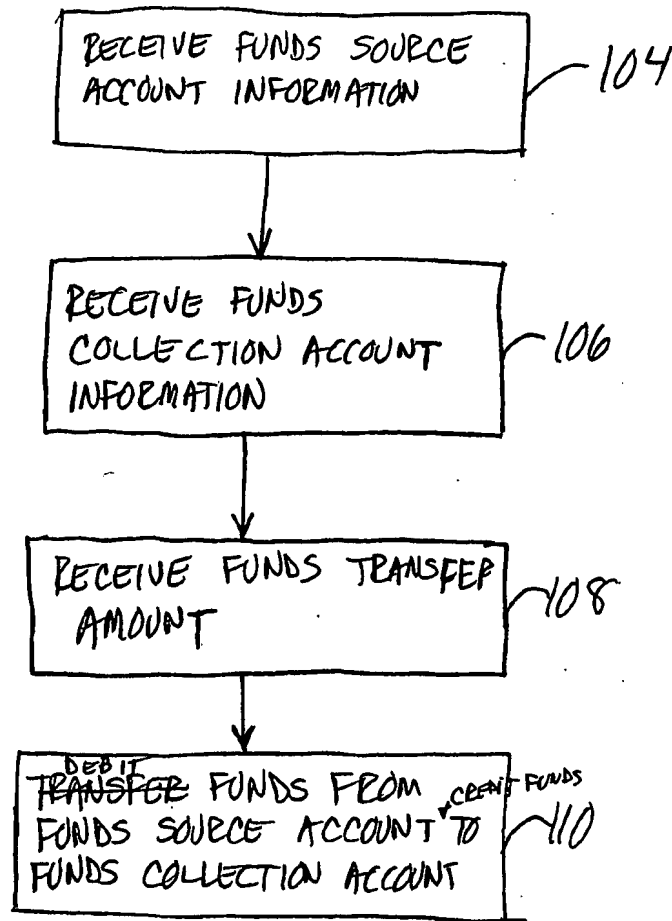 RECEIVE FUNDS SOURCE
ACCOUNT INFORMATION
104
RECEIVE FUNDS
COLLECTION ACCOUNT
INFORMATION
106
RECEIVE FUNDS TRANSFER
AMOUNT
108
DEBIT
TRANSFER FUNDS FROM
CREDIT FUNDS
FUNDS SOURCE ACCOUNT TO
FUNDS COLLECTION ACCOUNT
110